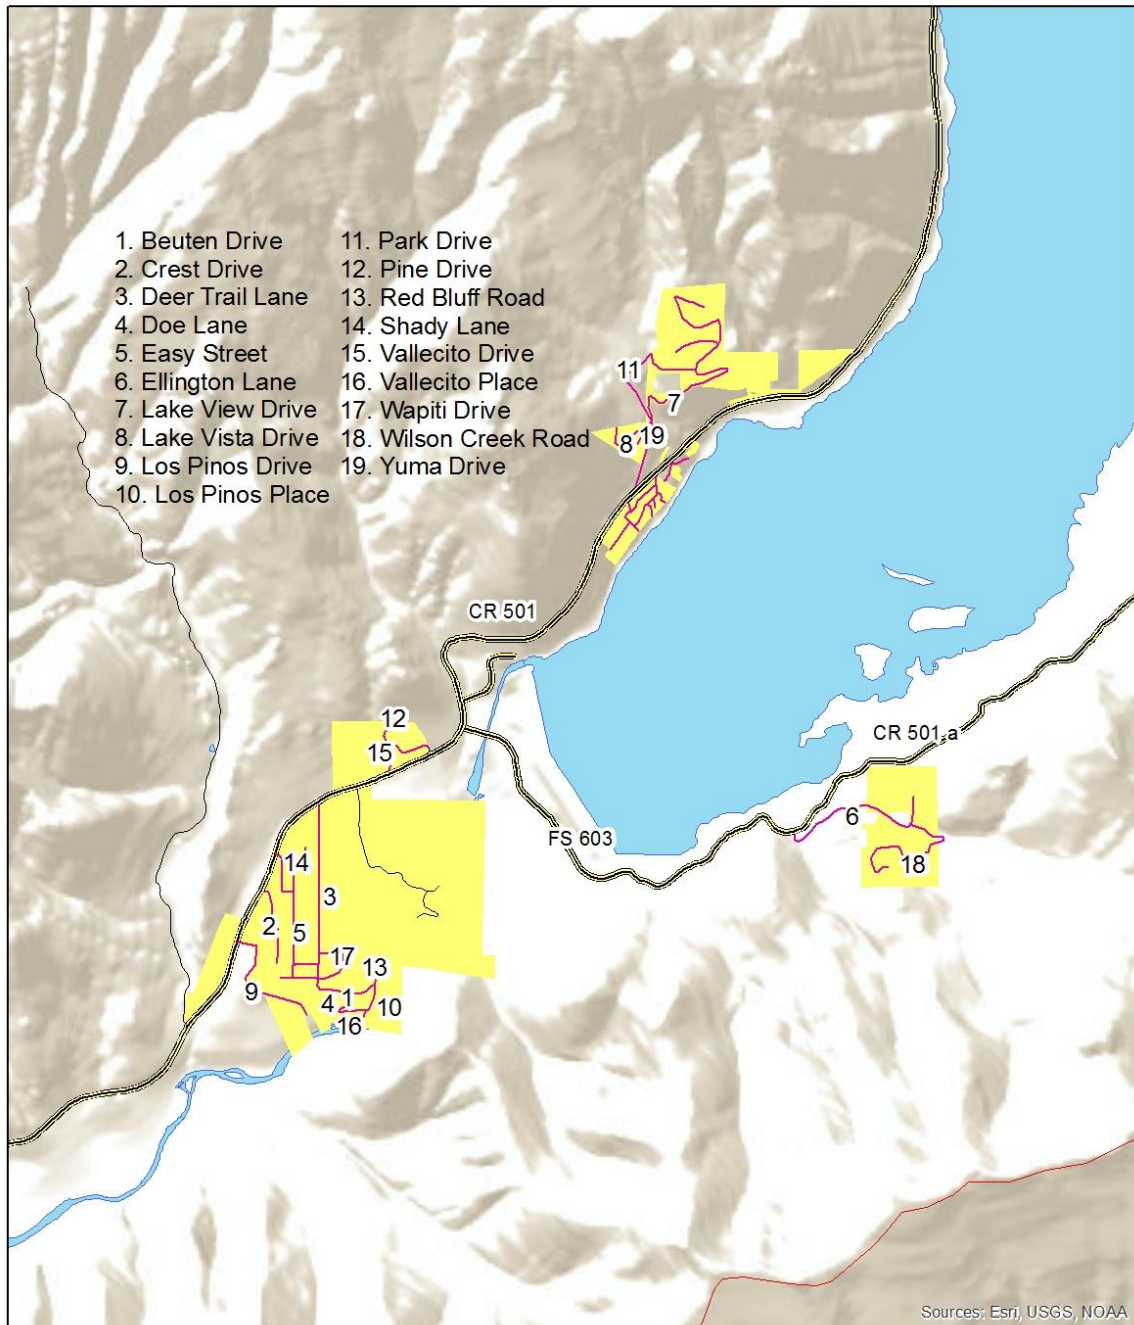 1. Beuten Drive
2. Crest Drive
3. Deer Trail Lane
4. Doe Lane
5. Easy Street
6. Ellington Lane
7. Lake View Drive
8. Lake Vista Drive
9. Los Pinos Drive
10. Los Pinos Place
11. Park Drive
12. Pine Drive
13. Red Bluff Road
14. Shady Lane
15. Vallecito Drive
16. Vallecito Place
17. Wapiti Drive
18. Wilson Creek Road
19. Yuma Drive
11
7
8
19
CR 501
12
15
CR 501 a
6
FS 603
18
14
3
2
5
17
13
9
4
1
10
16
Sources: Esri, USGS, NOAA